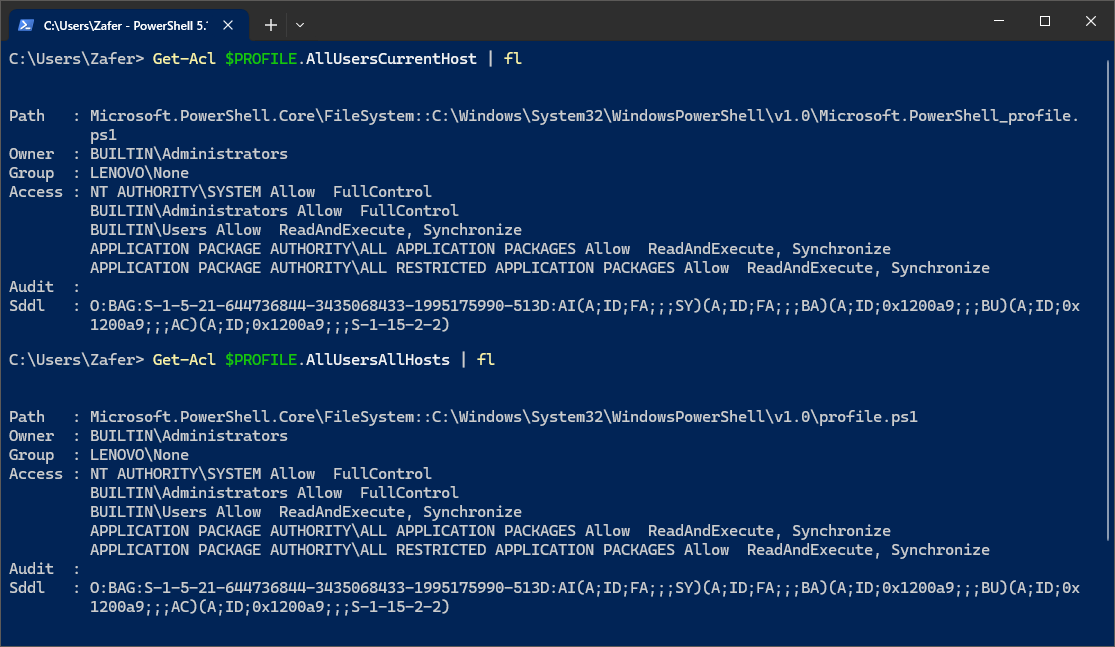 C:\Users\Zafer - PowerShell 5.
C:\Users\Zafer> Get-Acl $PROFILE.AllUsersCurrentHost | fl
Path   : Microsoft.PowerShell.Core\FileSystem::C:\Windows\System32\WindowsPowerShell\v1.0\Microsoft.PowerShell_profile.
ps1
Owner  : BUILTIN\Administrators
Group  : LENOVO\None
Access : NT AUTHORITY\SYSTEM Allow  FullControl
BUILTIN\Administrators Allow  FullControl
BUILTIN\Users Allow  ReadAndExecute, Synchronize
APPLICATION PACKAGE AUTHORITY\ALL APPLICATION PACKAGES Allow  ReadAndExecute, Synchronize
APPLICATION PACKAGE AUTHORITY\ALL RESTRICTED APPLICATION PACKAGES Allow  ReadAndExecute, Synchronize
Audit  :
Sddl   : O:BAG:S-1-5-21-644736844-3435068433-1995175990-513D:AI(A;ID;FA;;;SY)(A;ID;FA;;;BA)(A;ID;0x1200a9;;;BU)(A;ID;0x
1200a9;;;AC)(A;ID;0x1200a9;;;S-1-15-2-2)
C:\Users\Zafer> Get-Acl $PROFILE.AllUsersAllHosts | fl
Path   : Microsoft.PowerShell.Core\FileSystem::C:\Windows\System32\WindowsPowerShell\v1.0\profile.ps1
Owner  : BUILTIN\Administrators
Group  : LENOVO\None
Access : NT AUTHORITY\SYSTEM Allow  FullControl
BUILTIN\Administrators Allow  FullControl
BUILTIN\Users Allow  ReadAndExecute, Synchronize
APPLICATION PACKAGE AUTHORITY\ALL APPLICATION PACKAGES Allow  ReadAndExecute, Synchronize
APPLICATION PACKAGE AUTHORITY\ALL RESTRICTED APPLICATION PACKAGES Allow  ReadAndExecute, Synchronize
Audit  :
Sddl   : O:BAG:S-1-5-21-644736844-3435068433-1995175990-513D:AI(A;ID;FA;;;SY)(A;ID;FA;;;BA)(A;ID;0x1200a9;;;BU)(A;ID;0x
1200a9;;;AC)(A;ID;0x1200a9;;;S-1-15-2-2)